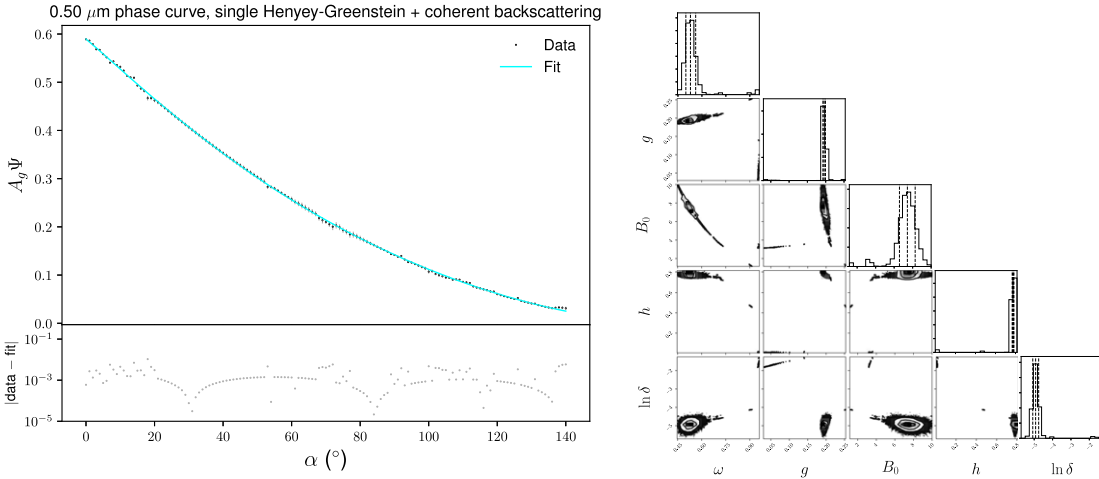 0.50 μm phase curve, single Henyey-Greenstein + coherent backscattering
Data
Fit
0.6
0.5
0.4
0.3
0.2
0.1
0.0
A_g Ψ
10⁻¹
10⁻³
10⁻⁵
|data − fit|
0 20 40 60 80 100 120 140
α (°)
g
B₀
h
ln δ
ω g B₀ h ln δ